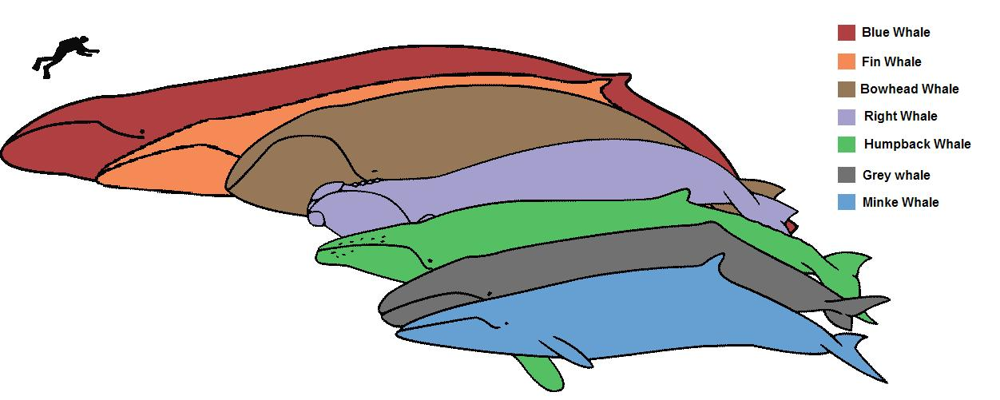 Blue Whale
Fin Whale
Bowhead Whale
Right Whale
Humpback Whale
Grey whale
Minke Whale